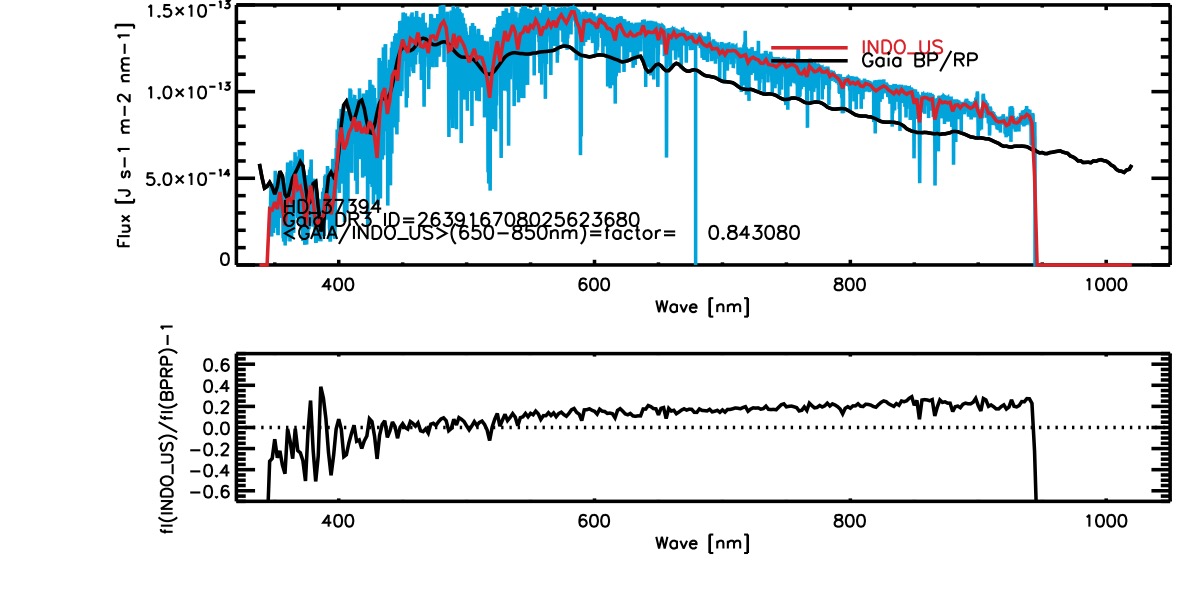 1.5×10−13
1.0×10−13
5.0×10−14
0
Flux [J s−1 m−2 nm−1]
INDO_US
Gaia BP/RP
HD_37394
Gaia DR3 ID=263916708025623680
<GAIA/INDO_US>(650−850nm)=factor= 0.843080
400 600 800 1000
Wave [nm]
fl(INDO_US)/fl(BPRP)−1
0.6
0.4
0.2
0.0
−0.2
−0.4
−0.6
400 600 800 1000
Wave [nm]